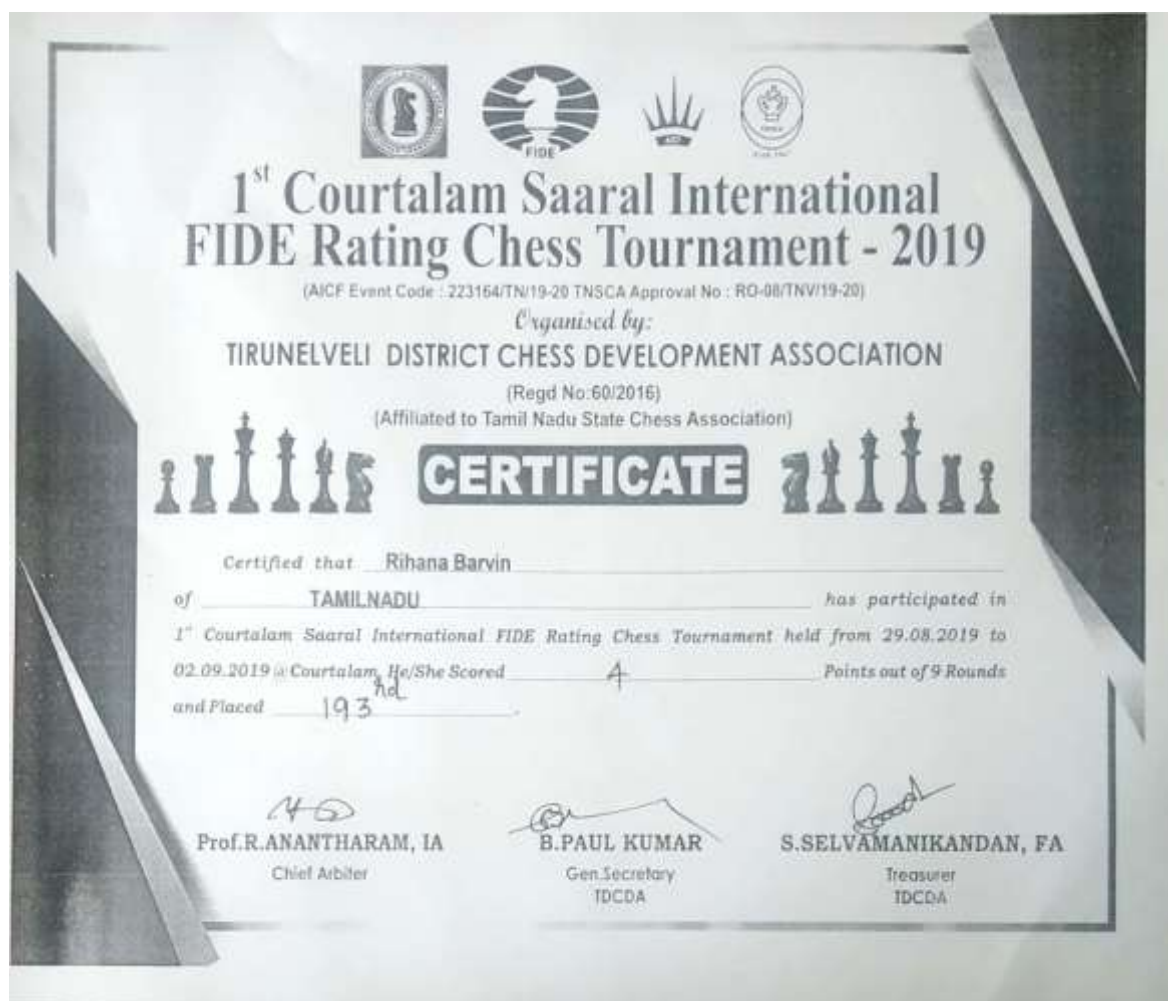 FIDE
AICF
1st Courtalam Saaral International
FIDE Rating Chess Tournament - 2019
(AICF Event Code : 223164/TN/19-20 TNSCA Approval No : RO-08/TNV/19-20)
Organised by:
TIRUNELVELI DISTRICT CHESS DEVELOPMENT ASSOCIATION
(Regd No:60/2016)
(Affiliated to Tamil Nadu State Chess Association)
CERTIFICATE
Certified that Rihana Barvin
of TAMILNADU has participated in
1st Courtalam Saaral International FIDE Rating Chess Tournament held from 29.08.2019 to
02.09.2019 @ Courtalam, He/She Scored 4 Points out of 9 Rounds
and Placed 193rd.
Prof.R.ANANTHARAM, IA B.PAUL KUMAR S.SELVAMANIKANDAN, FA
Chief Arbiter Gen.Secretary Treasurer
TDCDA TDCDA